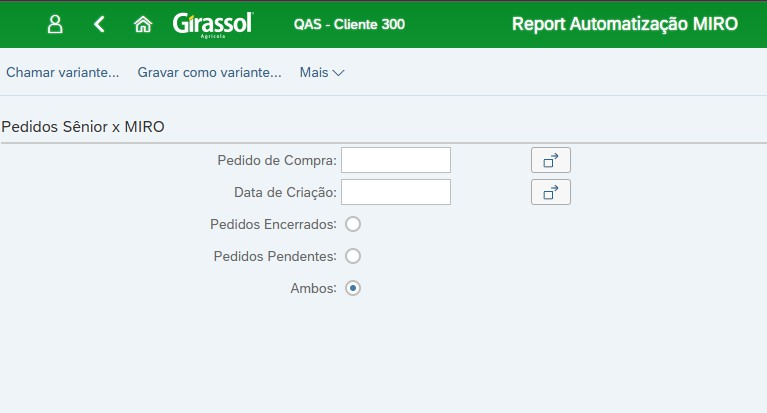 Girassol
Agrícola
QAS - Cliente 300
Report Automatização MIRO
Chamar variante...
Gravar como variante...
Mais
Pedidos Sênior x MIRO
Pedido de Compra:
Data de Criação:
Pedidos Encerrados:
Pedidos Pendentes:
Ambos: